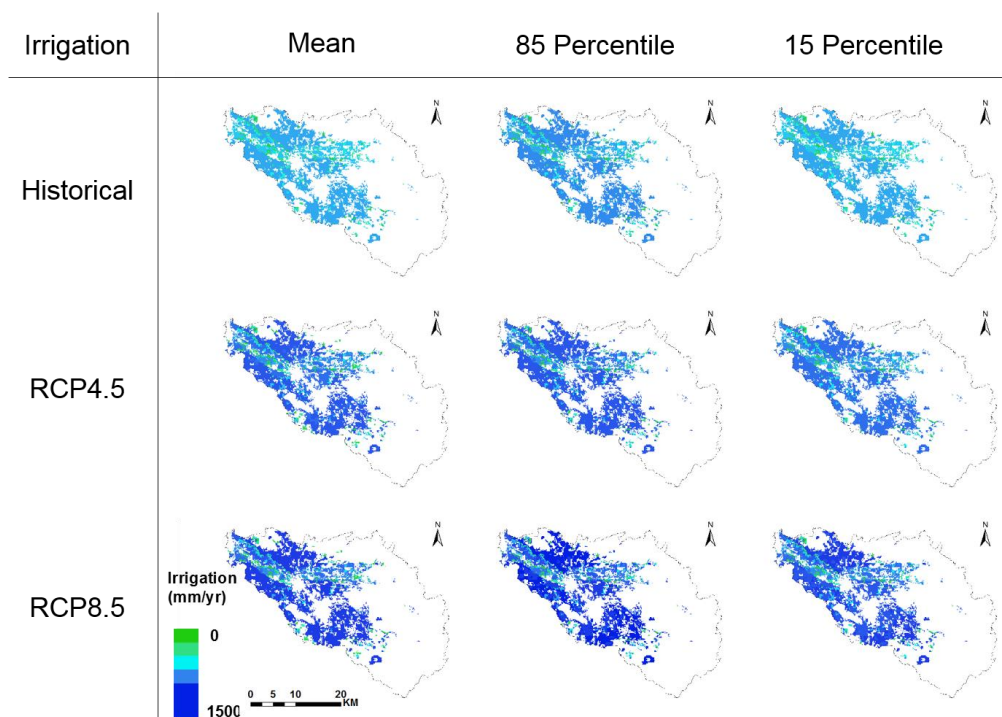 Irrigation Mean 85 Percentile 15 Percentile
N N N
Historical
N N N
RCP4.5
N N N
RCP8.5
Irrigation
(mm/yr)
0
1500
0 5 10 20
KM